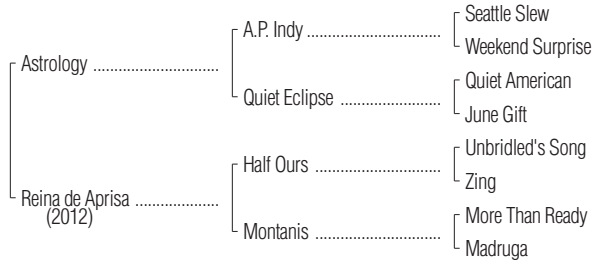 Seattle Slew
A.P. Indy ..............................
Weekend Surprise
Astrology ............................
Quiet American
Quiet Eclipse ......................
June Gift
Unbridled's Song
Half Ours ............................
Zing
Reina de Aprisa ..................
(2012)
More Than Ready
Montanis ............................
Madruga